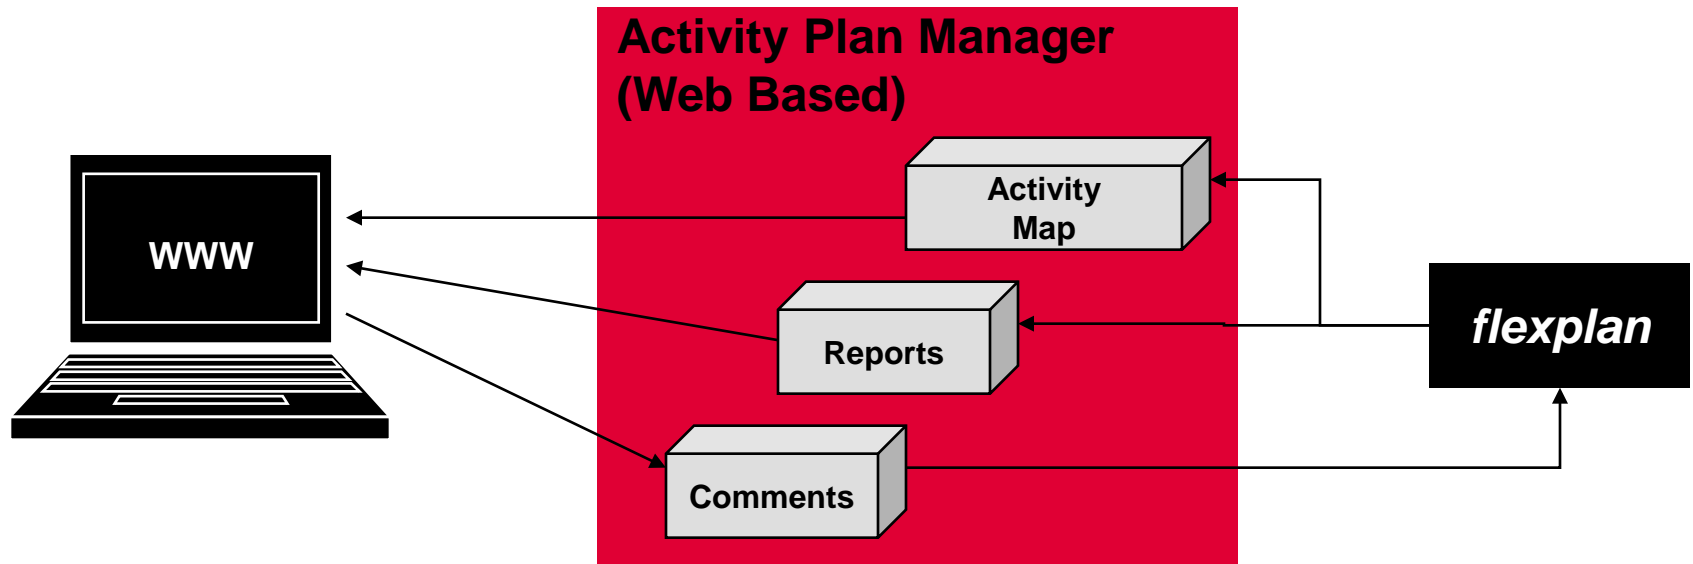 Activity Plan Manager
(Web Based)
Activity
Map
www
flexplan
Reports
Comments